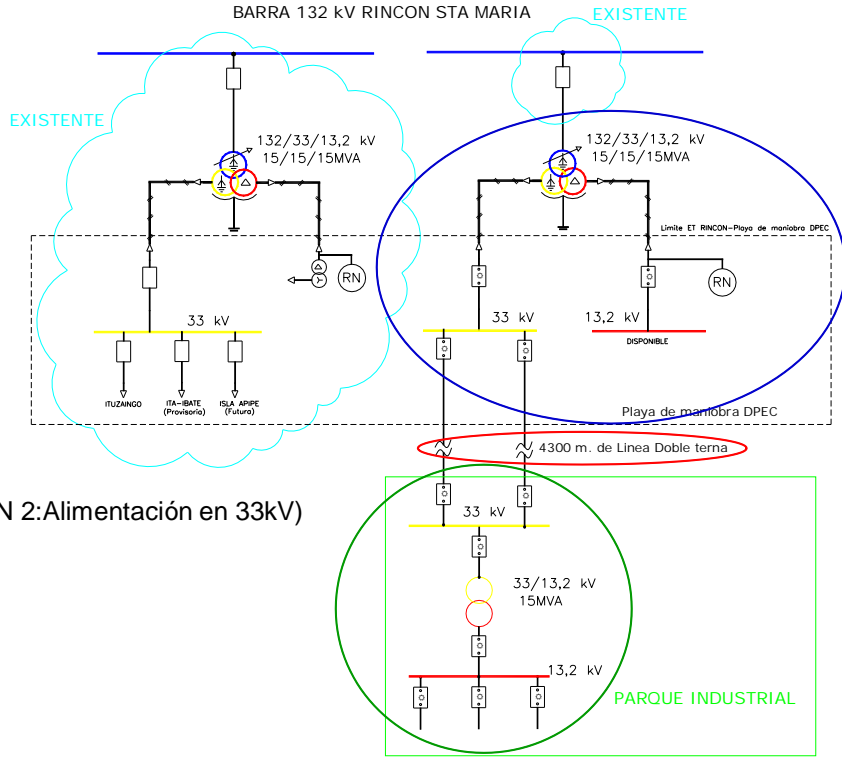 BARRA 132 kV RINCON STA MARIA
EXISTENTE
EXISTENTE
132/33/13,2 kV
15/15/15MVA
132/33/13,2 kV
15/15/15MVA
Límite ET RINCON-Playa de maniobra DPEC
RN
RN
33 kV
33 kV
13,2 kV
DISPONIBLE
ITUZAINGO
ITA-IBATE
(Provisoria)
ISLA APIPE
(Futura)
Playa de maniobra DPEC
4300 m. de Linea Doble terna
N 2:Alimentación en 33kV)
33 kV
33/13,2 kV
15MVA
13,2 kV
PARQUE INDUSTRIAL